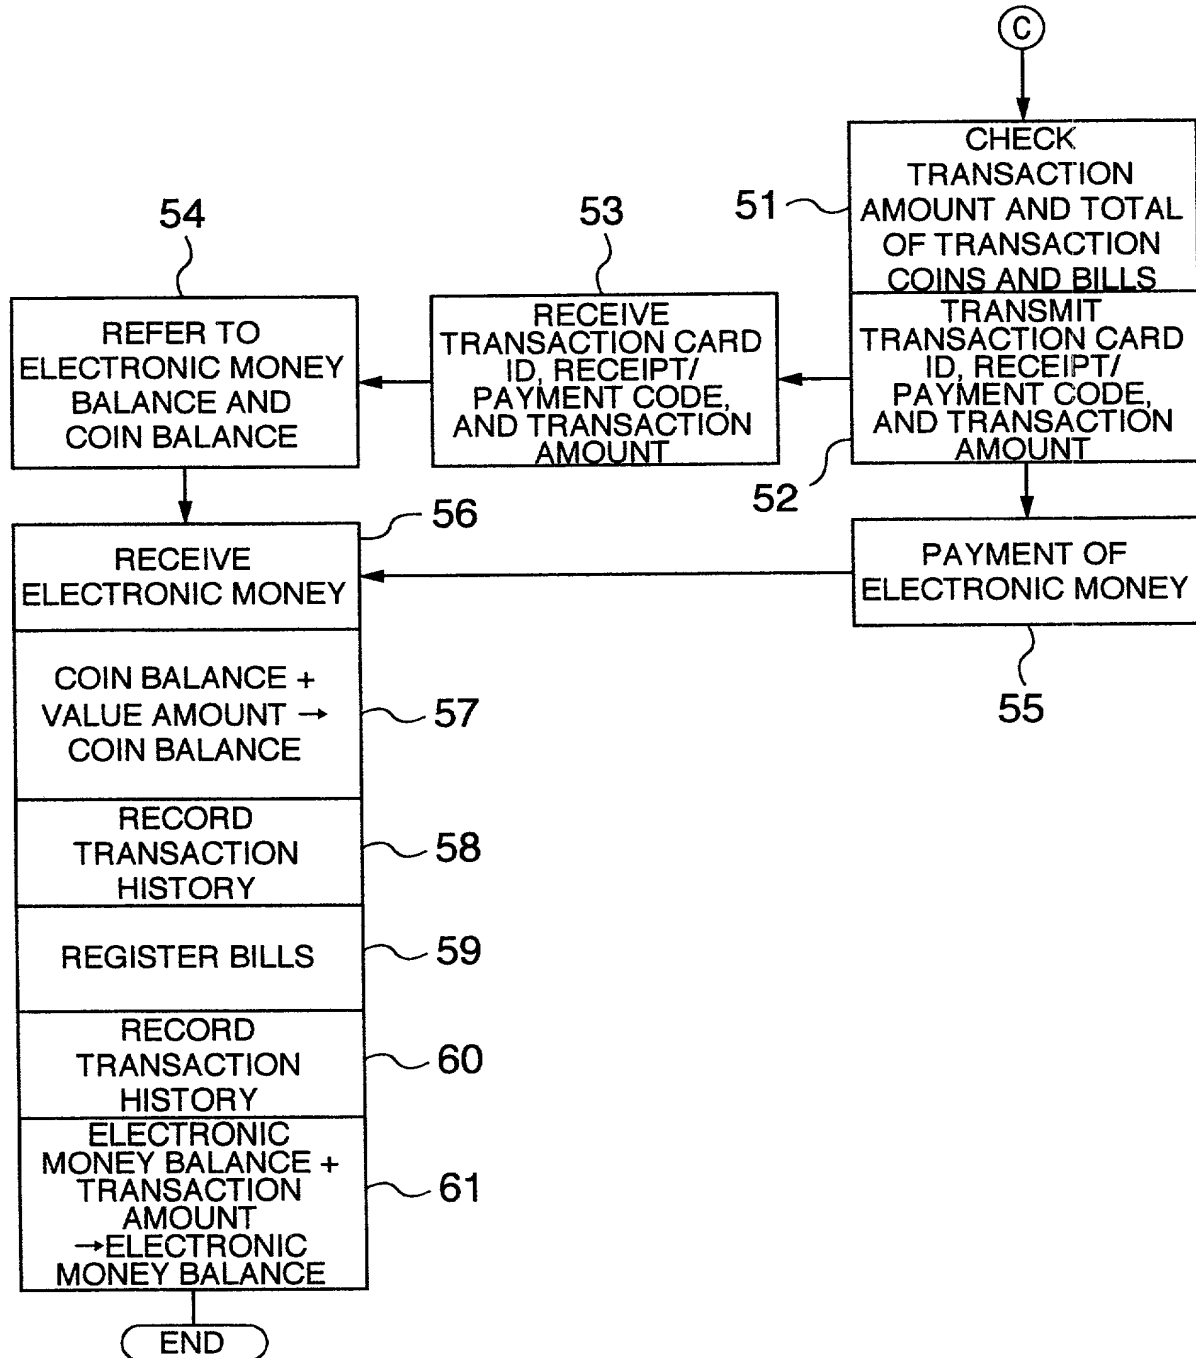 C
CHECK
TRANSACTION
AMOUNT AND TOTAL
OF TRANSACTION
COINS AND BILLS
51
TRANSMIT
TRANSACTION CARD
ID, RECEIPT/
PAYMENT CODE,
AND TRANSACTION
AMOUNT
52
53
RECEIVE
TRANSACTION CARD
ID, RECEIPT/
PAYMENT CODE,
AND TRANSACTION
AMOUNT
54
REFER TO
ELECTRONIC MONEY
BALANCE AND
COIN BALANCE
PAYMENT OF
ELECTRONIC MONEY
55
56
RECEIVE
ELECTRONIC MONEY
COIN BALANCE +
VALUE AMOUNT →
COIN BALANCE
57
RECORD
TRANSACTION
HISTORY
58
REGISTER BILLS
59
RECORD
TRANSACTION
HISTORY
60
ELECTRONIC
MONEY BALANCE +
TRANSACTION
AMOUNT
→ELECTRONIC
MONEY BALANCE
61
END